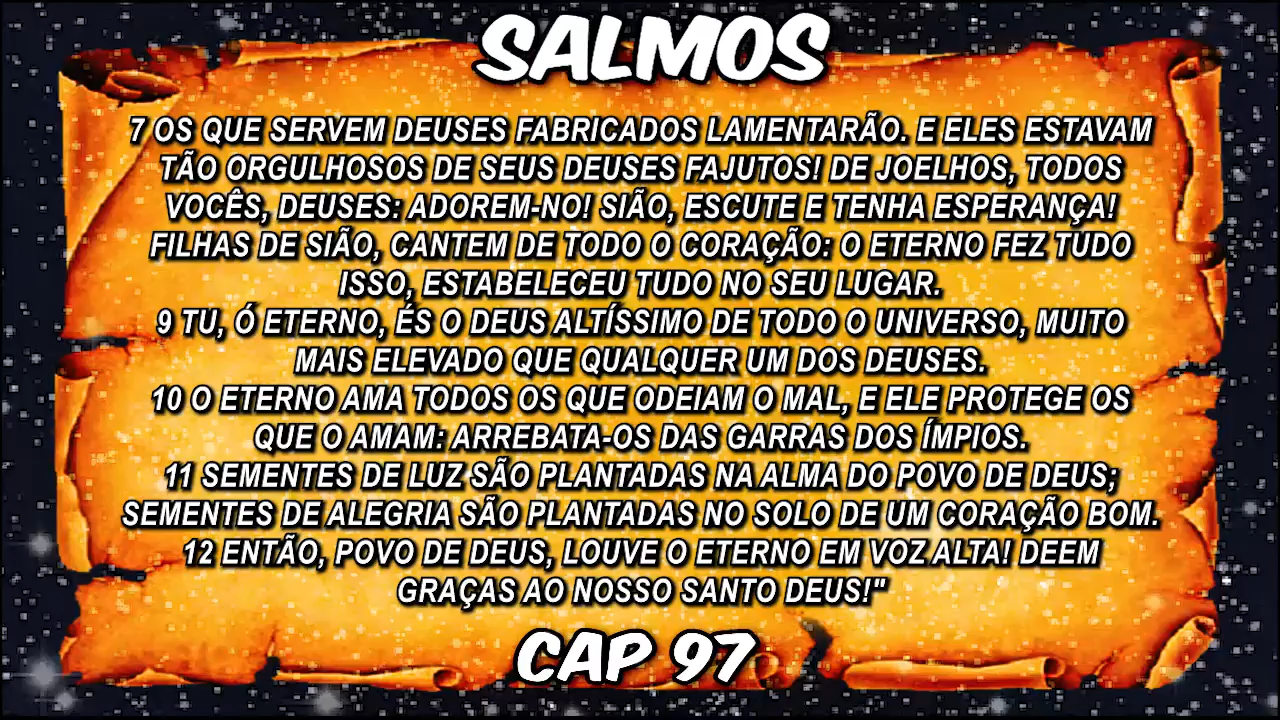 SALMOS
7 OS QUE SERVEM DEUSES FABRICADOS LAMENTARÃO. E ELES ESTAVAM
TÃO ORGULHOSOS DE SEUS DEUSES FAJUTOS! DE JOELHOS, TODOS
VOCÊS, DEUSES: ADOREM-NO! SIÃO, ESCUTE E TENHA ESPERANÇA!
FILHAS DE SIÃO, CANTEM DE TODO O CORAÇÃO: O ETERNO FEZ TUDO
ISSO, ESTABELECEU TUDO NO SEU LUGAR.
9 TU, Ó ETERNO, ÉS O DEUS ALTÍSSIMO DE TODO O UNIVERSO, MUITO
MAIS ELEVADO QUE QUALQUER UM DOS DEUSES.
10 O ETERNO AMA TODOS OS QUE ODEIAM O MAL, E ELE PROTEGE OS
QUE O AMAM: ARREBATA-OS DAS GARRAS DOS ÍMPIOS.
11 SEMENTES DE LUZ SÃO PLANTADAS NA ALMA DO POVO DE DEUS;
SEMENTES DE ALEGRIA SÃO PLANTADAS NO SOLO DE UM CORAÇÃO BOM.
12 ENTÃO, POVO DE DEUS, LOUVE O ETERNO EM VOZ ALTA! DEEM
GRAÇAS AO NOSSO SANTO DEUS!"
CAP 97